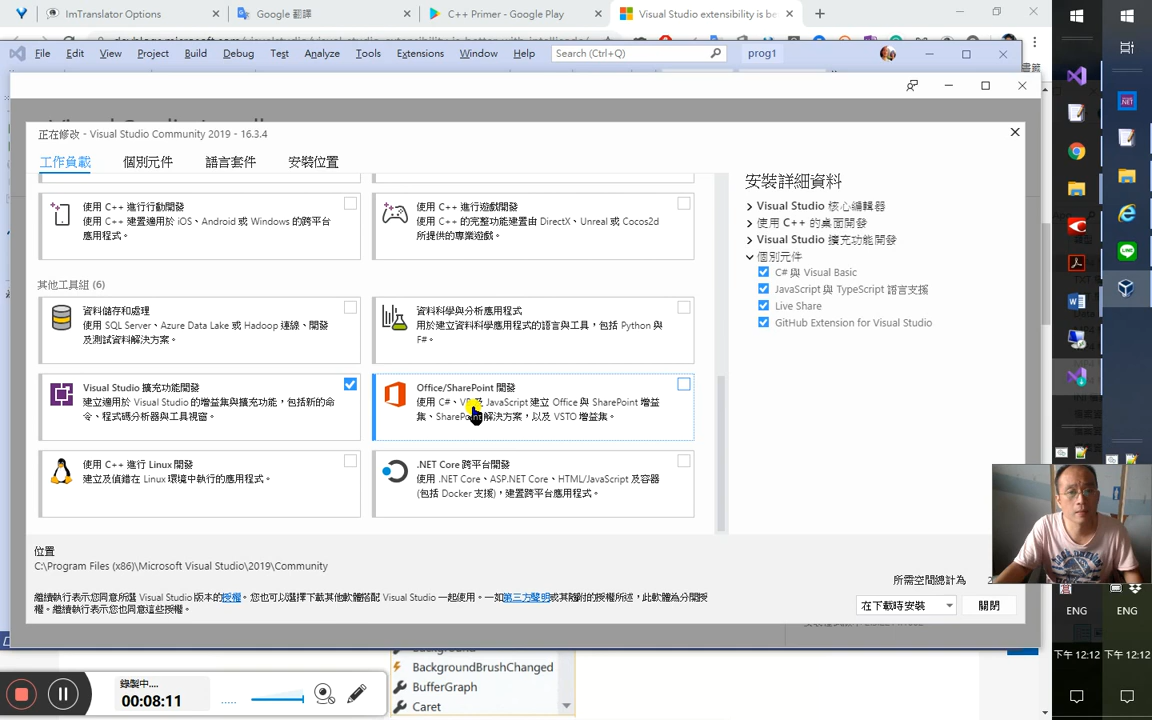 ImTranslator Options
Google 翻譯
C++ Primer - Google Play
Visual Studio extensibility is be
File Edit View Project Build Debug Test Analyze Tools Extensions Window Help
Search (Ctrl+Q)
prog1
正在修改 - Visual Studio Community 2019 - 16.3.4
工作負載 個別元件 語言套件 安裝位置
使用 C++ 進行行動開發
使用 C++ 建置適用於 iOS、Android 或 Windows 的跨平台
應用程式。
使用 C++ 進行遊戲開發
使用 C++ 的完整功能建置由 DirectX、Unreal 或 Cocos2d
所提供的專業遊戲。
其他工具組 (6)
資料儲存和處理
使用 SQL Server、Azure Data Lake 或 Hadoop 連線、開發
及測試資料解決方案。
資料科學與分析應用程式
用於建立資料科學應用程式的語言與工具，包括 Python 與
F#。
Visual Studio 擴充功能開發
建立適用於 Visual Studio 的增益集與擴充功能，包括新的命
令、程式碼分析器與工具視窗。
Office/SharePoint 開發
使用 C#、VB 及 JavaScript 建立 Office 與 SharePoint 增益
集、SharePoint 解決方案，以及 VSTO 增益集。
使用 C++ 進行 Linux 開發
建立及偵錯在 Linux 環境中執行的應用程式。
.NET Core 跨平台開發
使用 .NET Core、ASP.NET Core、HTML/JavaScript 及容器
(包括 Docker 支援)，建置跨平台應用程式。
安裝詳細資料
Visual Studio 核心編輯器
使用 C++ 的桌面開發
Visual Studio 擴充功能開發
個別元件
C# 與 Visual Basic
JavaScript 與 TypeScript 語言支援
Live Share
GitHub Extension for Visual Studio
位置
C:\Program Files (x86)\Microsoft Visual Studio\2019\Community
所需空間總計為
繼續執行表示您同意所選 Visual Studio 版本的授權。您也可以選擇下載其他軟體搭配 Visual Studio 一起使用。一如第三方聲明或其隨附的授權所述，此軟體為分開授
權。繼續執行表示您也同意這些授權。
在下載時安裝
關閉
BackgroundBrushChanged
BufferGraph
Caret
錄製中....
00:08:11
ENG
ENG
下午 12:12
下午 12:12